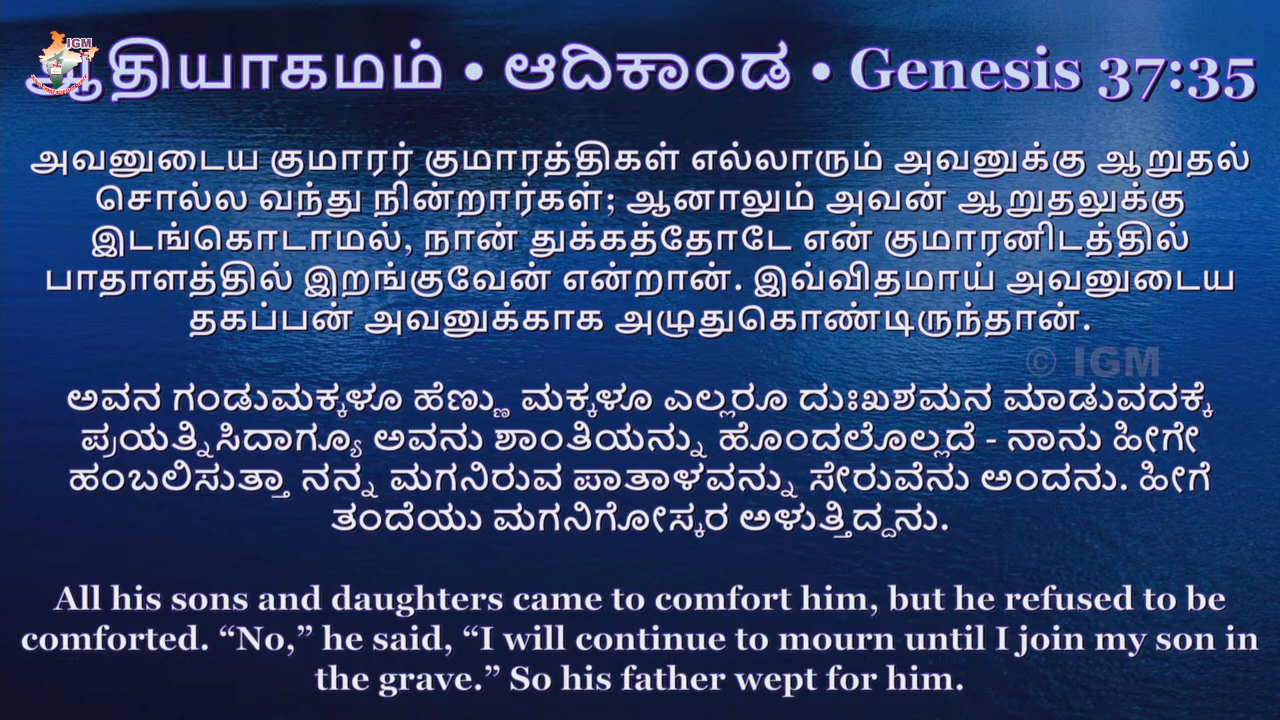 IGM
ஆதியாகமம் • ಆದಿಕಾಂಡ • Genesis 37:35
அவனுடைய குமாரர் குமாரத்திகள் எல்லாரும் அவனுக்கு ஆறுதல்
சொல்ல வந்து நின்றார்கள்; ஆனாலும் அவன் ஆறுதலுக்கு
இடங்கொடாமல், நான் துக்கத்தோடே என் குமாரனிடத்தில்
பாதாளத்தில் இறங்குவேன் என்றான். இவ்விதமாய் அவனுடைய
தகப்பன் அவனுக்காக அழுதுகொண்டிருந்தான்.
© IGM
ಅವನ ಗಂಡುಮಕ್ಕಳೂ ಹೆಣ್ಣು ಮಕ್ಕಳೂ ಎಲ್ಲರೂ ದುಃಖಶಮನ ಮಾಡುವದಕ್ಕೆ
ಪ್ರಯತ್ನಿಸಿದಾಗ್ಯೂ ಅವನು ಶಾಂತಿಯನ್ನು ಹೊಂದಲೊಲ್ಲದೆ - ನಾನು ಹೀಗೇ
ಹಂಬಲಿಸುತ್ತಾ ನನ್ನ ಮಗನಿರುವ ಪಾತಾಳವನ್ನು ಸೇರುವೆನು ಅಂದನು. ಹೀಗೆ
ತಂದೆಯು ಮಗನಿಗೋಸ್ಕರ ಅಳುತ್ತಿದ್ದನು.
All his sons and daughters came to comfort him, but he refused to be
comforted. “No,” he said, “I will continue to mourn until I join my son in
the grave.” So his father wept for him.